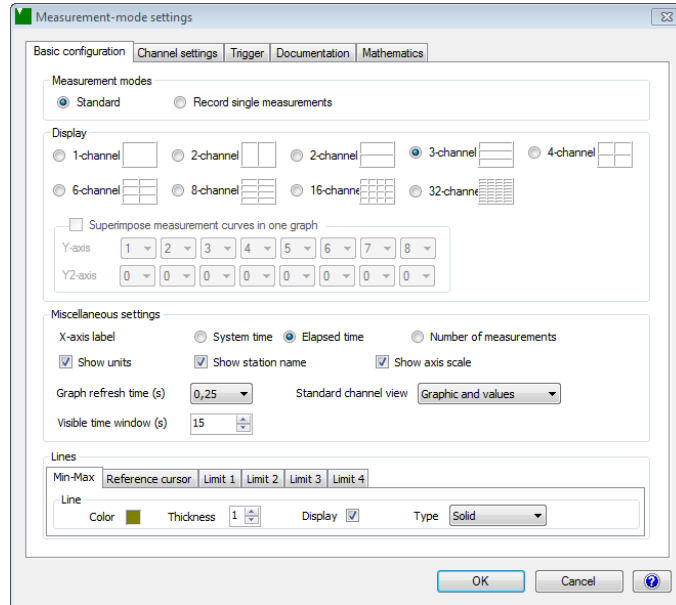 Measurement-mode settings
Basic configuration Channel settings Trigger Documentation Mathematics
Measurement modes
Standard Record single measurements
Display
1-channel 2-channel 2-channel 3-channel 4-channel
6-channel 8-channel 16-channe 32-channe
Superimpose measurement curves in one graph
Y-axis 1 2 3 4 5 6 7 8
Y2-axis 0 0 0 0 0 0 0 0
Miscellaneous settings
X-axis label System time Elapsed time Number of measurements
Show units Show station name Show axis scale
Graph refresh time (s) 0,25 Standard channel view Graphic and values
Visible time window (s) 15
Lines
Min-Max Reference cursor Limit 1 Limit 2 Limit 3 Limit 4
Line
Color Thickness 1 Display Type Solid
OK Cancel ?